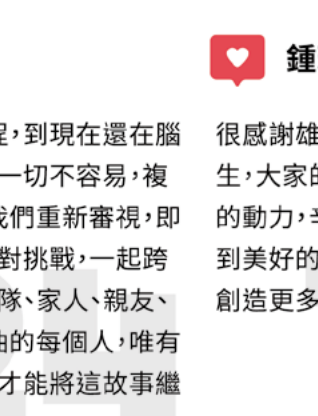 ,到現在還在腦
一切不容易,複
們重新審視,即
對挑戰,一起跨
隊、家人、親友、
的每個人,唯有
才能將這故事繼
鍾
很感謝雄
生,大家的
的動力,辛
到美好的
創造更多